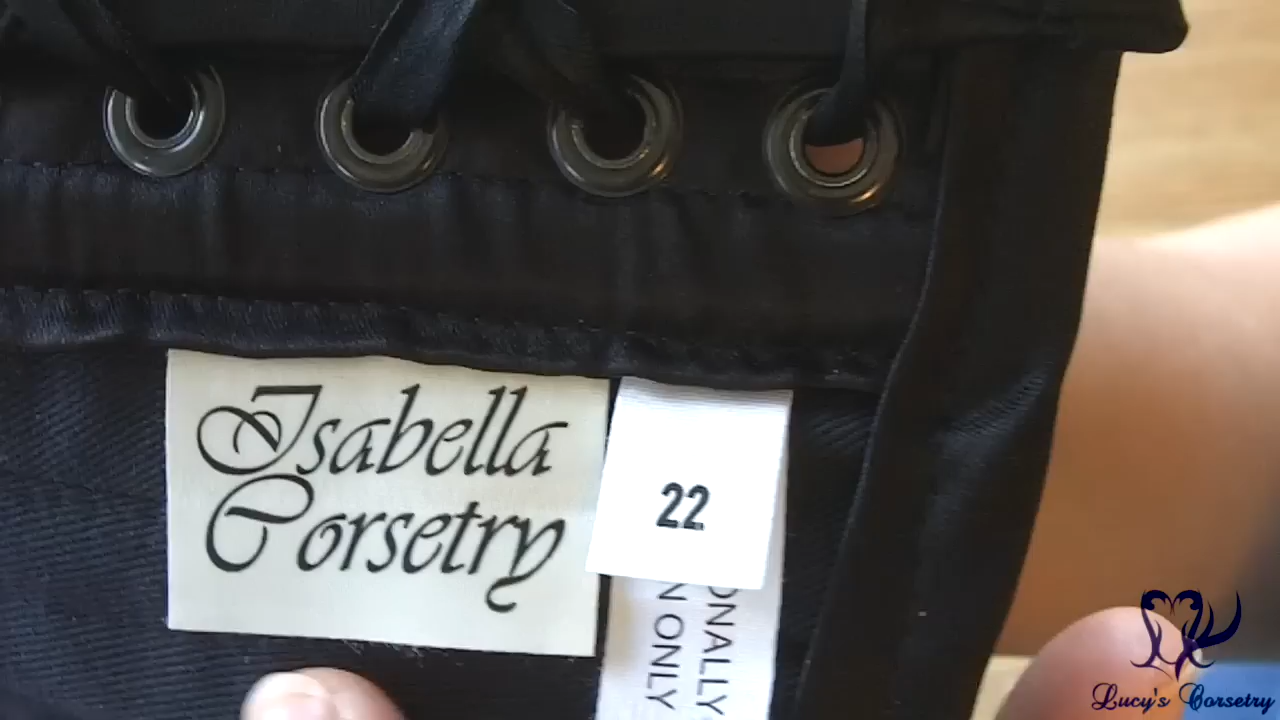 Isabella
Corsetry
22
ONALLY
N ONLY
Lucy's Corsetry